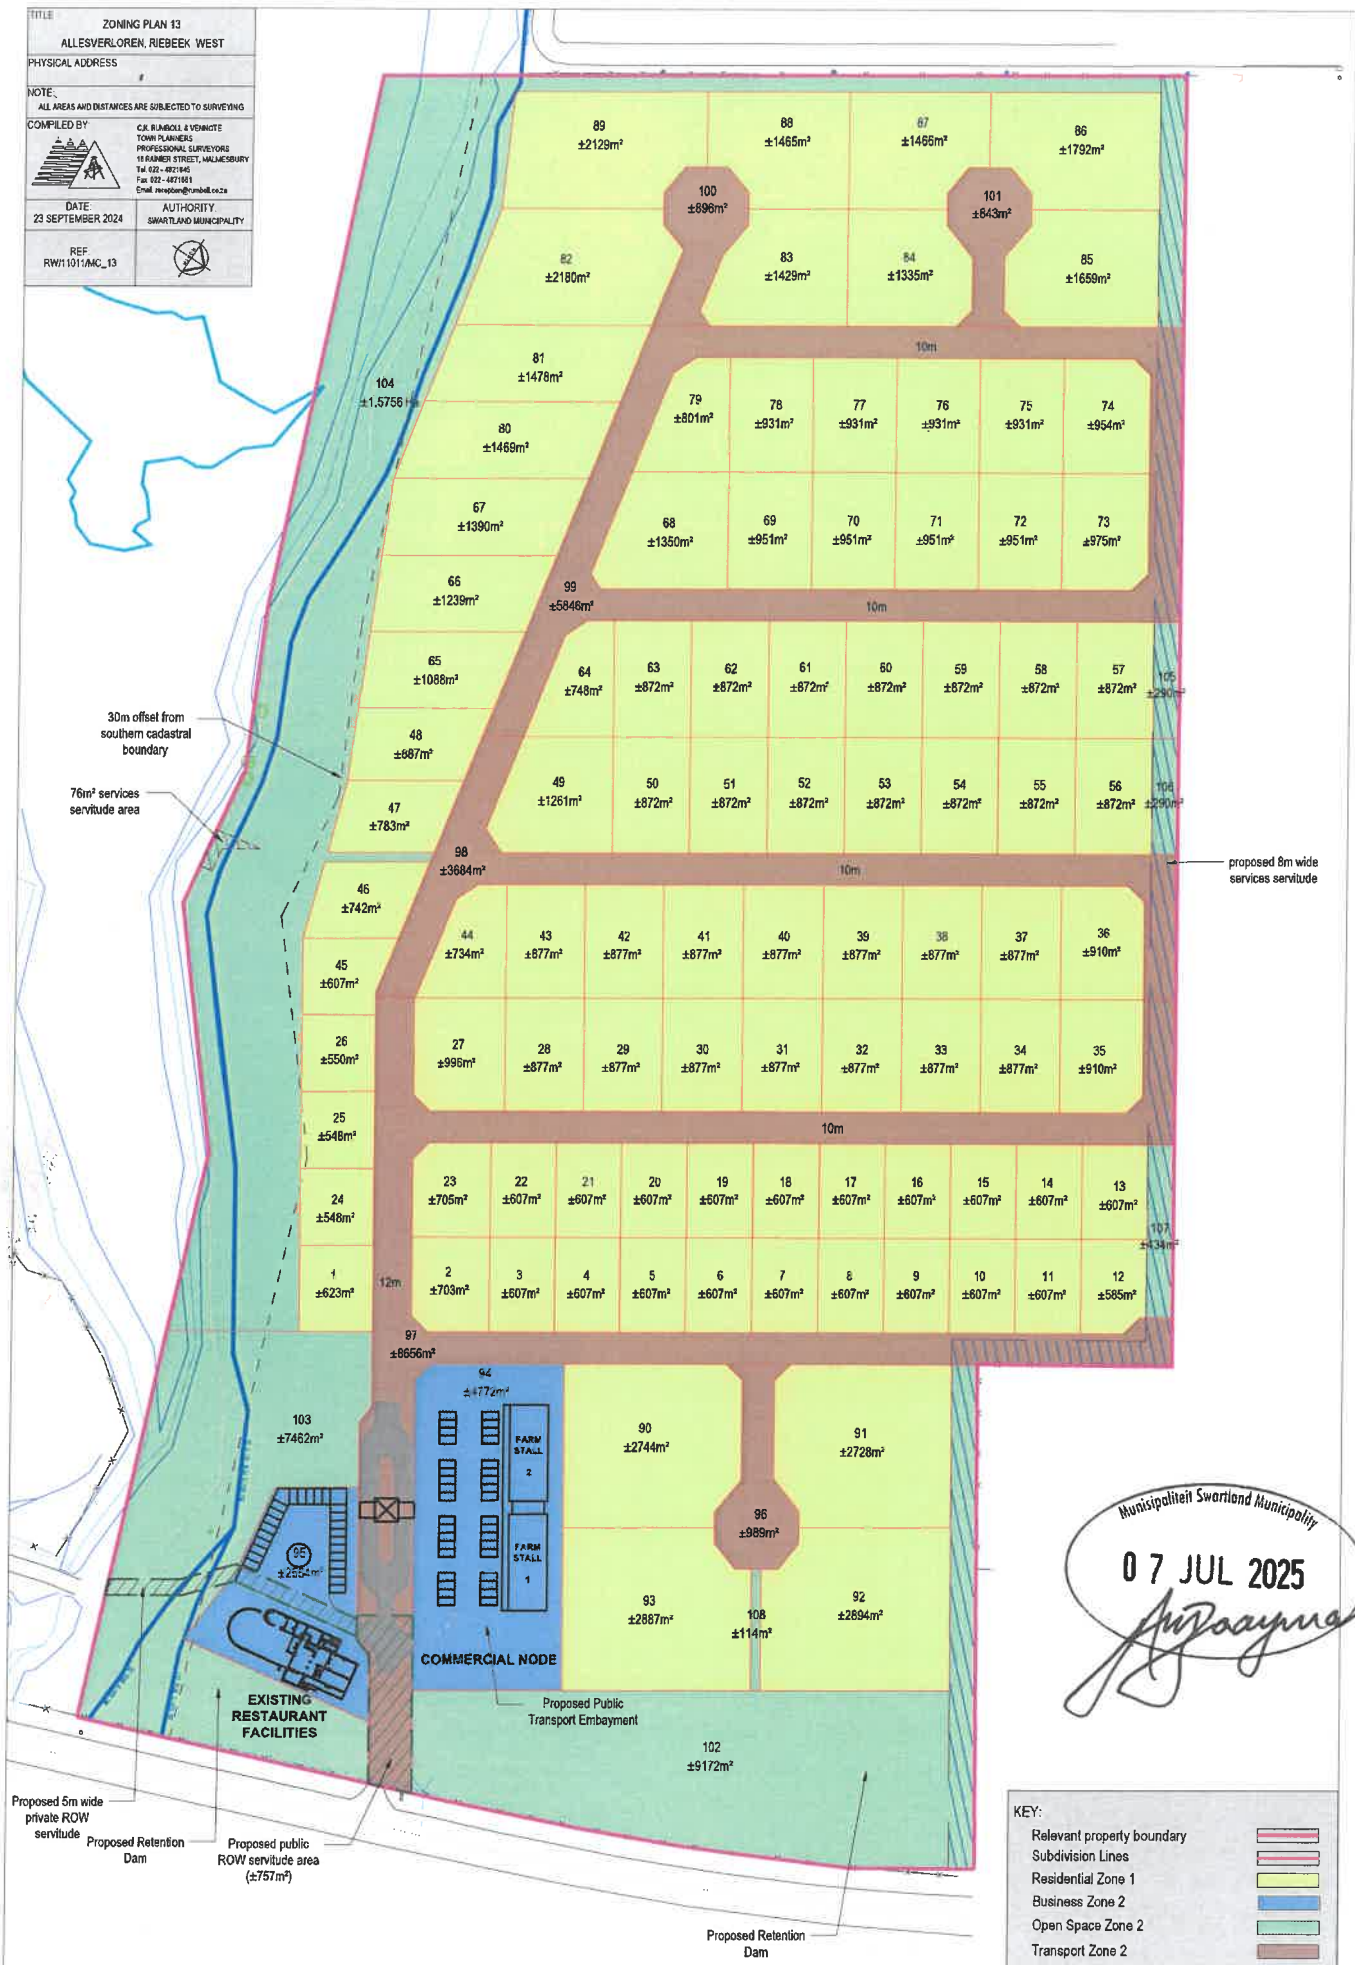 TITLE
ZONING PLAN 13
ALLESVERLOREN, RIEBEEK WEST
PHYSICAL ADDRESS
#
NOTE:
ALL AREAS AND DISTANCES ARE SUBJECTED TO SURVEYING
COMPILED BY
C.K. RUMBOLL & VENNOTE
TOWN PLANNERS
PROFESSIONAL SURVEYORS
16 RAINIER STREET, MALMESBURY
Tel. 022 - 4821845
Fax 022 - 4871661
DATE:
23 SEPTEMBER 2024
AUTHORITY:
SWARTLAND MUNICIPALITY
REF
RW/11011/MC_13
89
±2129m²
88
±1465m²
87
±1466m²
86
±1792m²
100
±896m²
101
±843m²
82
±2180m²
83
±1429m²
84
±1335m²
85
±1659m²
10m
81
±1478m²
104
±1.5756 Ha
80
±1469m²
79
±801m²
78
±931m²
77
±931m²
76
±931m²
75
±931m²
74
±954m²
67
±1390m²
68
±1350m²
69
±951m²
70
±951m²
71
±951m²
72
±951m²
73
±975m²
66
±1239m²
99
±5846m²
10m
65
±1088m²
64
±748m²
63
±872m²
62
±872m²
61
±872m²
60
±872m²
59
±872m²
58
±872m²
57
±872m²
105
±290m²
30m offset from
southern cadastral
boundary
48
±887m²
76m² services
servitude area
47
±783m²
49
±1261m²
50
±872m²
51
±872m²
52
±872m²
53
±872m²
54
±872m²
55
±872m²
56
±872m²
106
±290m²
98
±3684m²
10m
proposed 8m wide
services servitude
46
±742m²
44
±734m²
43
±877m²
42
±877m²
41
±877m²
40
±877m²
39
±877m²
38
±877m²
37
±877m²
36
±910m²
45
±607m²
26
±550m²
27
±996m²
28
±877m²
29
±877m²
30
±877m²
31
±877m²
32
±877m²
33
±877m²
34
±877m²
35
±910m²
25
±548m²
10m
24
±548m²
23
±705m²
22
±607m²
21
±607m²
20
±607m²
19
±607m²
18
±607m²
17
±607m²
16
±607m²
15
±607m²
14
±607m²
13
±607m²
107
±434m²
1
±623m²
12m
2
±703m²
3
±607m²
4
±607m²
5
±607m²
6
±607m²
7
±607m²
8
±607m²
9
±607m²
10
±607m²
11
±607m²
12
±585m²
97
±8656m²
94
±4772m²
103
±7462m²
FARM
STALL
2
FARM
STALL
1
90
±2744m²
91
±2728m²
96
±989m²
95
±2554m²
93
±2887m²
108
±114m²
92
±2894m²
COMMERCIAL NODE
EXISTING
RESTAURANT
FACILITIES
Proposed Public
Transport Embayment
102
±9172m²
Proposed 5m wide
private ROW
servitude
Proposed Retention
Dam
Proposed public
ROW servitude area
(±757m²)
Proposed Retention
Dam
Munisipaliteit Swartland Municipality
07 JUL 2025
KEY:
Relevant property boundary
Subdivision Lines
Residential Zone 1
Business Zone 2
Open Space Zone 2
Transport Zone 2